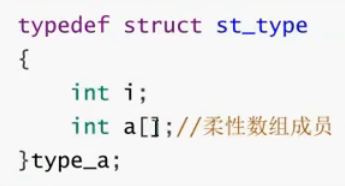 typedef struct st_type
{
    int i;
    int a[];//柔性数组成员
}type_a;